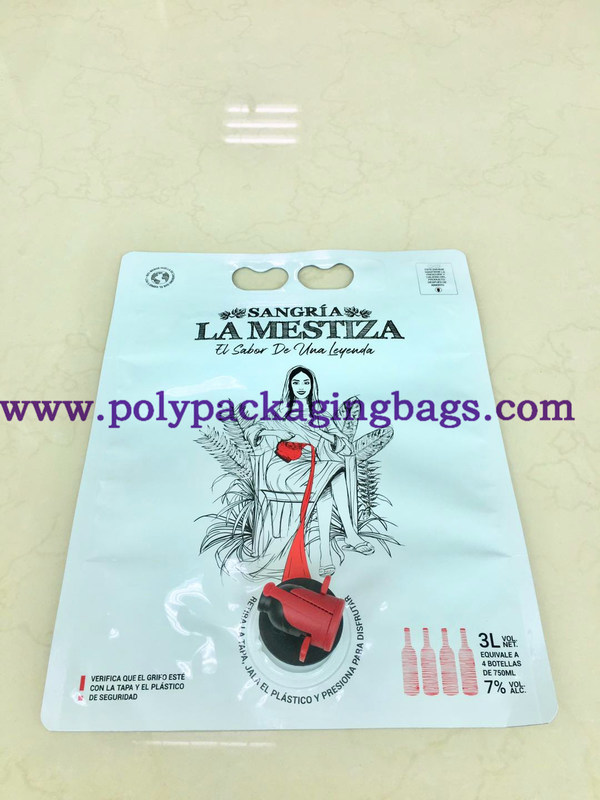 SANGRÍA
LA MESTIZA
El Sabor De Una Leyenda
www.polypackagingbags.com
RETIRA LA TAPA, JALA EL PLÁSTICO Y PRESIONA PARA DISFRUTAR
VERIFICA QUE EL GRIFO ESTÉ
CON LA TAPA Y EL PLÁSTICO
DE SEGURIDAD
3L VOL. NET.
EQUIVALE A
4 BOTELLAS
DE 750ML
7% VOL. ALC.